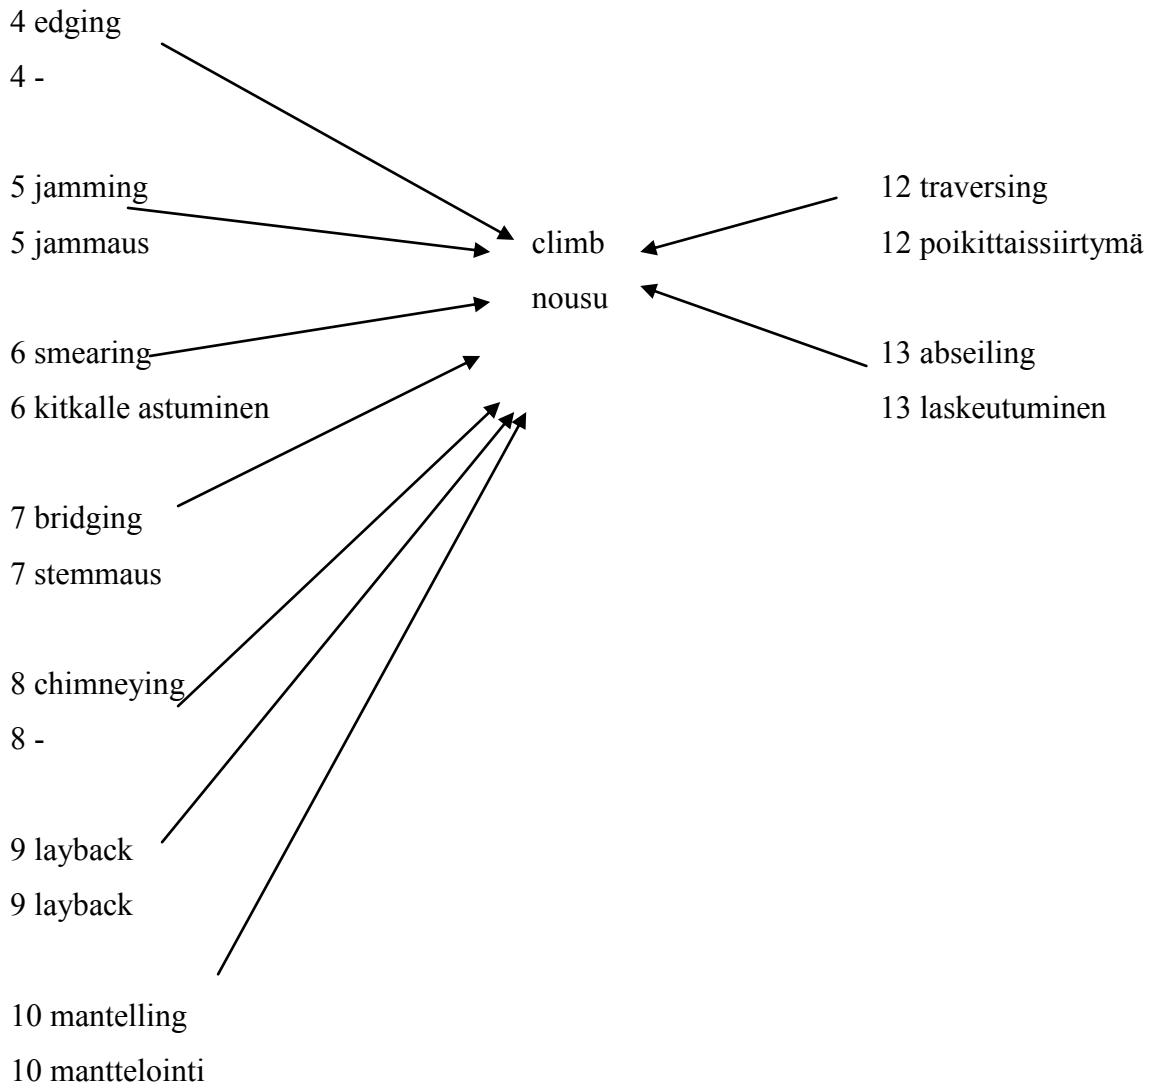 4 edging
4 -
5 jamming
5 jammaus
6 smearing
6 kitkalle astuminen
7 bridging
7 stemmaus
8 chimneying
8 -
9 layback
9 layback
10 mantelling
10 manttelointi
climb
nousu
12 traversing
12 poikittaissiirtymä
13 abseiling
13 laskeutuminen